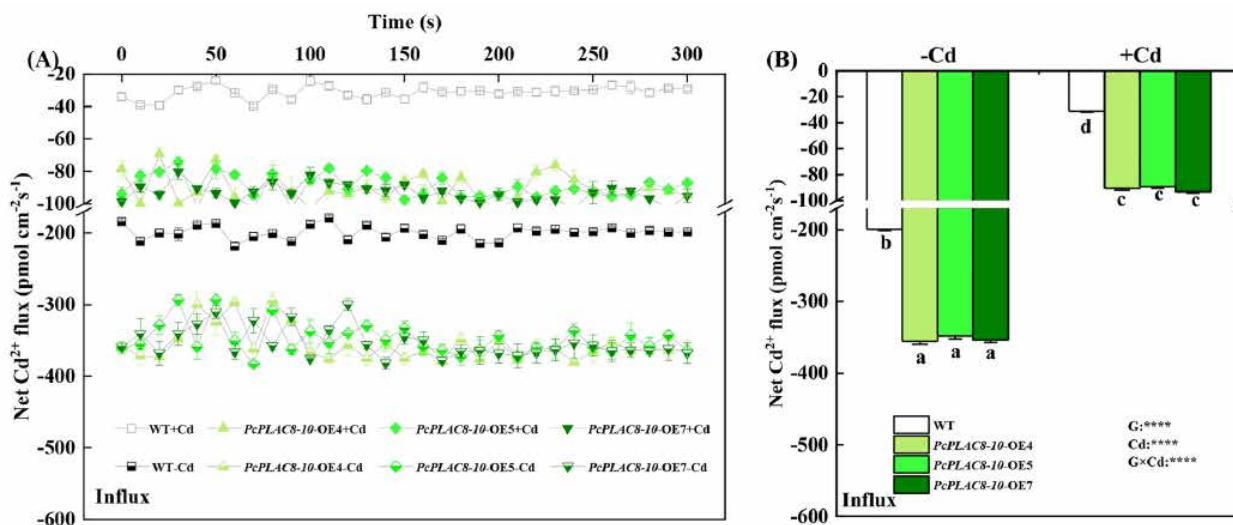 Time (s)
(A)
0 50 100 150 200 250 300
-20
-40
-60
-80
-100
-200
-300
-400
-500
-600
Net Cd²⁺ flux (pmol cm⁻²s⁻¹)
WT+Cd PcPLAC8-10-OE4+Cd PcPLAC8-10-OE5+Cd PcPLAC8-10-OE7+Cd
WT-Cd PcPLAC8-10-OE4-Cd PcPLAC8-10-OE5-Cd PcPLAC8-10-OE7-Cd
Influx
(B)
-Cd +Cd
0
-20
-40
-60
-80
-100
-200
-300
-400
-500
-600
Net Cd²⁺ flux (pmol cm⁻²s⁻¹)
b a a a d c c c
WT
PcPLAC8-10-OE4
PcPLAC8-10-OE5
PcPLAC8-10-OE7
G:****
Cd:****
G×Cd:****
Influx